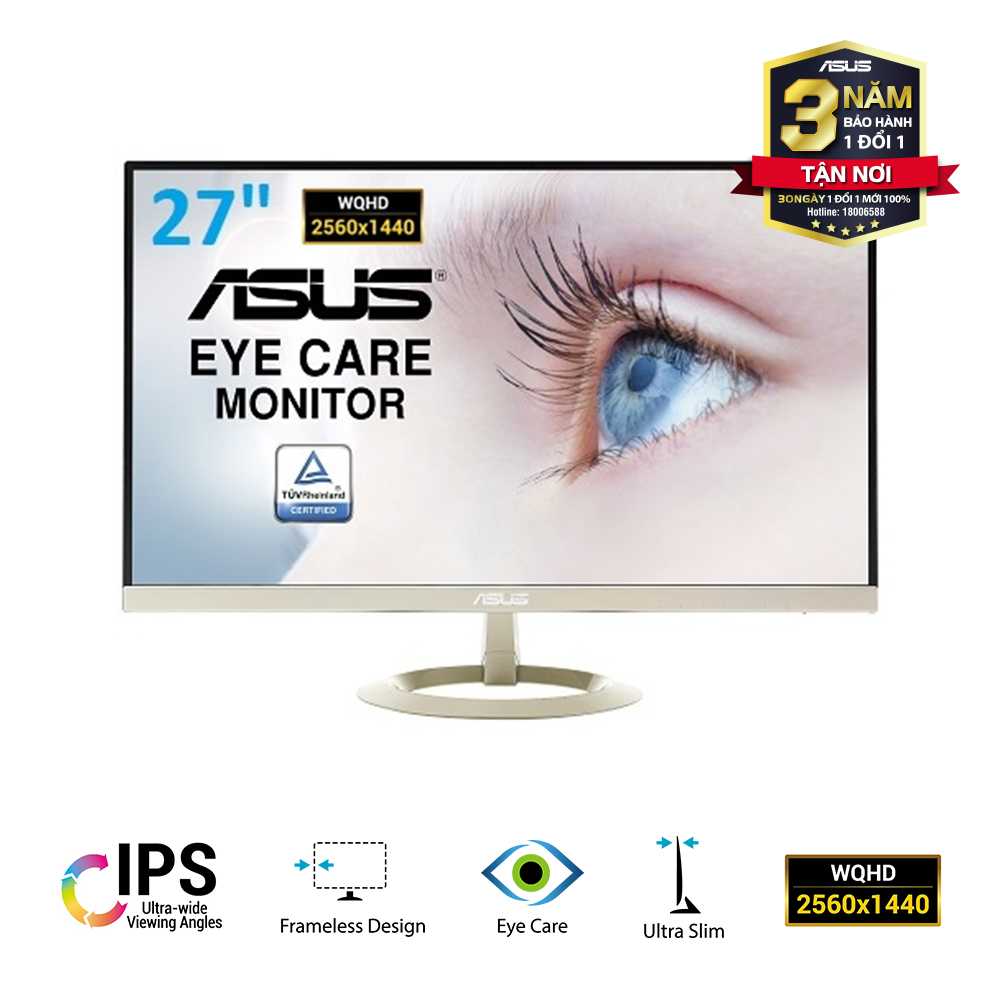 ASUS
3 NĂM
BẢO HÀNH
1 ĐỔI 1
TẬN NƠI
30NGÀY 1 ĐỔI 1 MỚI 100%
Hotline: 18006588
27"
WQHD
2560x1440
ASUS®
EYE CARE
MONITOR
TÜVRheinland®
CERTIFIED
ASUS
IPS
Ultra-wide
Viewing Angles
Frameless Design
Eye Care
Ultra Slim
WQHD
2560x1440